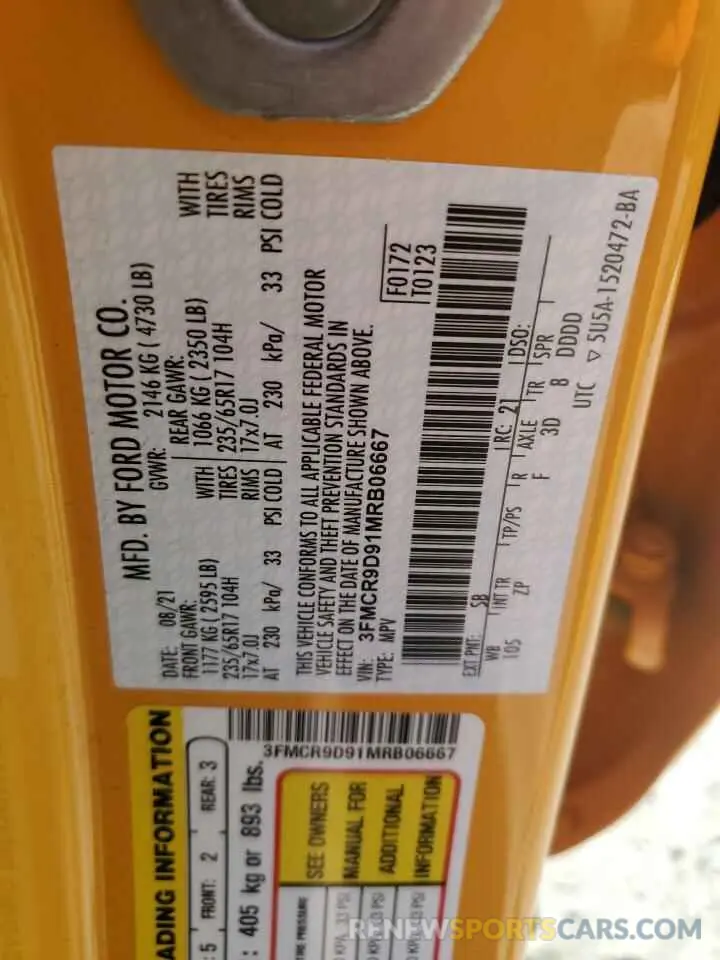 MFD. BY FORD MOTOR CO.
DATE: 08/21
GVWR: 2146 KG ( 4730 LB)
FRONT GAWR:
REAR GAWR:
1177 KG ( 2595 LB)
WITH
1066 KG ( 2350 LB)
WITH
235/65R17 104H
TIRES
235/65R17 104H
TIRES
17x7.0J
RIMS
17x7.0J
RIMS
AT 230 kPa/ 33 PSI COLD
AT 230 kPa/ 33 PSI COLD
THIS VEHICLE CONFORMS TO ALL APPLICABLE FEDERAL MOTOR
VEHICLE SAFETY AND THEFT PREVENTION STANDARDS IN
EFFECT ON THE DATE OF MANUFACTURE SHOWN ABOVE.
VIN: 3FMCR9D91MRB06667
TYPE: MPV
F0172
T0123
EXT PNT: SB RC: 21 DSO:
WB INT TR TP/PS R AXLE TR SPR
105 ZP F 3D 8 DDDD
UTC ▽ 5U5A-1520472-BA
ADING INFORMATION
: 5 FRONT: 2 REAR: 3
: 405 kg or 893 lbs.
3FMCR9D91MRB06667
SEE OWNERS
MANUAL FOR
ADDITIONAL
INFORMATION
33 PSI
RENEWSPORTSCARS.COM